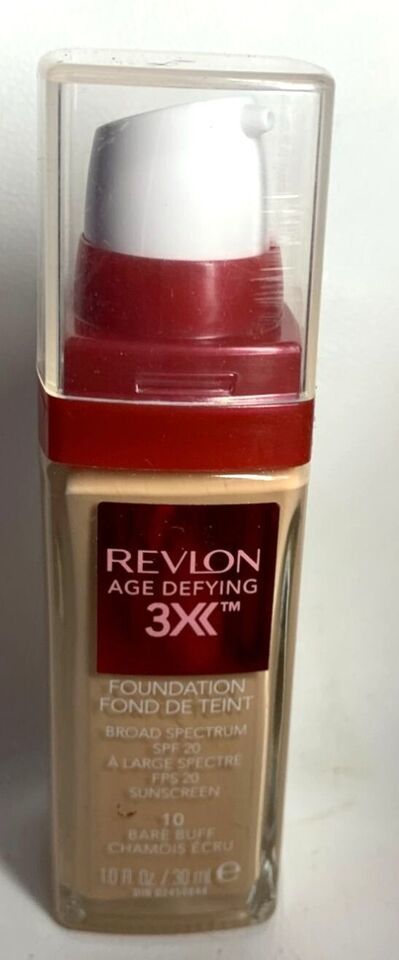 REVLON
AGE DEFYING
3X™
FOUNDATION
FOND DE TEINT
BROAD SPECTRUM
SPF 20
À LARGE SPECTRE
FPS 20
SUNSCREEN
10
BARE BUFF
CHAMOIS ÉCRU
1.0 Fl. Oz. / 30 ml ℮
DIN